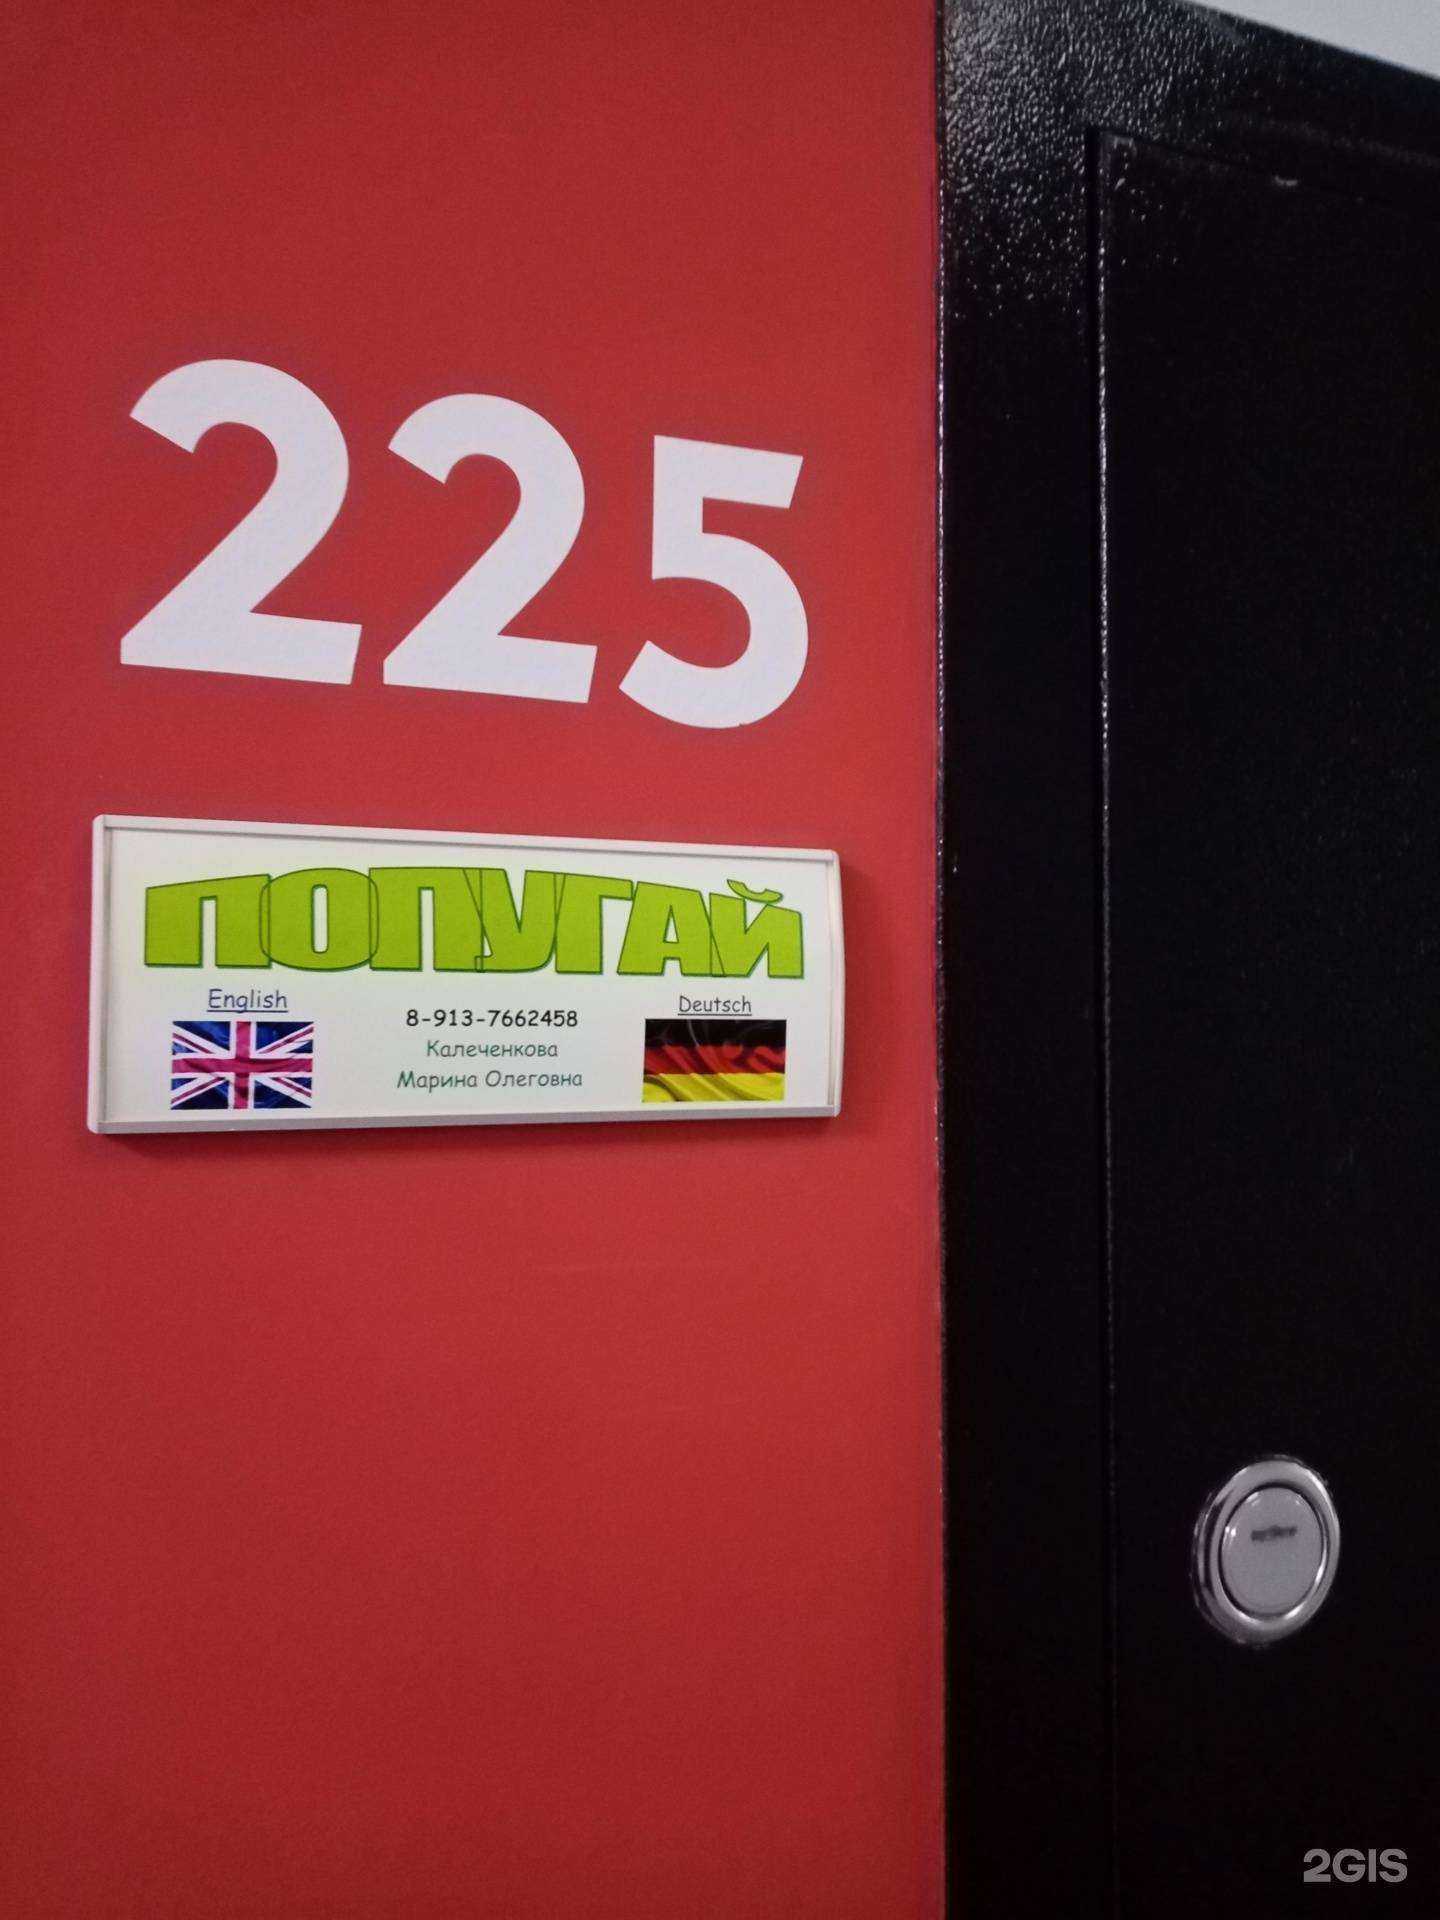 225
ПОПУГАЙ
English
Deutsch
8-913-7662458
Калеченкова
Марина Олеговна
2GIS